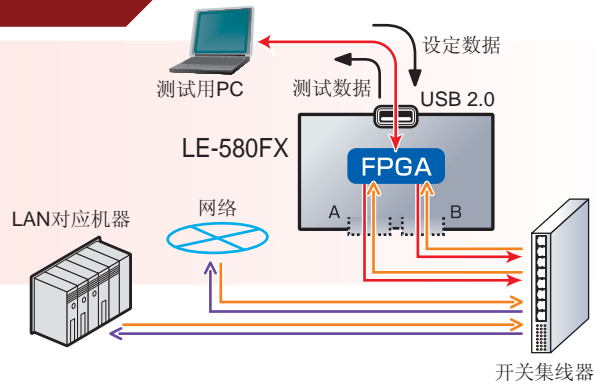 设定数据
测试用PC
测试数据
USB 2.0
LE-580FX
FPGA
A
B
网络
LAN对应机器
开关集线器